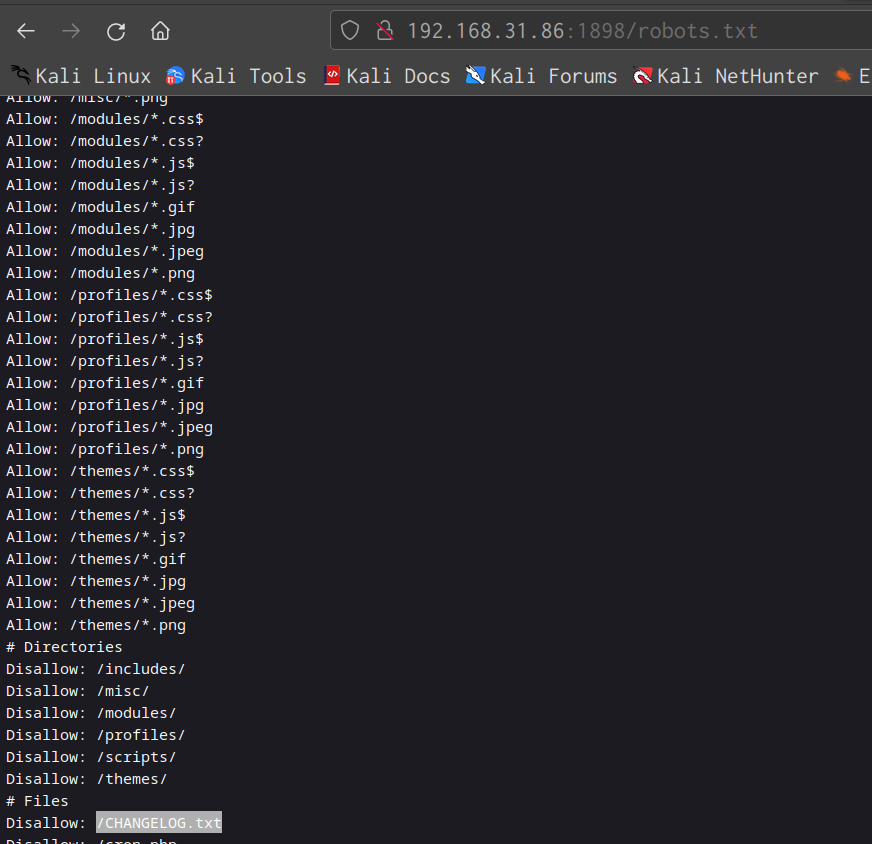 192.168.31.86:1898/robots.txt
Kali Linux Kali Tools Kali Docs Kali Forums Kali NetHunter E
Allow: /misc/*.png
Allow: /modules/*.css$
Allow: /modules/*.css?
Allow: /modules/*.js$
Allow: /modules/*.js?
Allow: /modules/*.gif
Allow: /modules/*.jpg
Allow: /modules/*.jpeg
Allow: /modules/*.png
Allow: /profiles/*.css$
Allow: /profiles/*.css?
Allow: /profiles/*.js$
Allow: /profiles/*.js?
Allow: /profiles/*.gif
Allow: /profiles/*.jpg
Allow: /profiles/*.jpeg
Allow: /profiles/*.png
Allow: /themes/*.css$
Allow: /themes/*.css?
Allow: /themes/*.js$
Allow: /themes/*.js?
Allow: /themes/*.gif
Allow: /themes/*.jpg
Allow: /themes/*.jpeg
Allow: /themes/*.png
# Directories
Disallow: /includes/
Disallow: /misc/
Disallow: /modules/
Disallow: /profiles/
Disallow: /scripts/
Disallow: /themes/
# Files
Disallow: /CHANGELOG.txt
Disallow: /cron.php